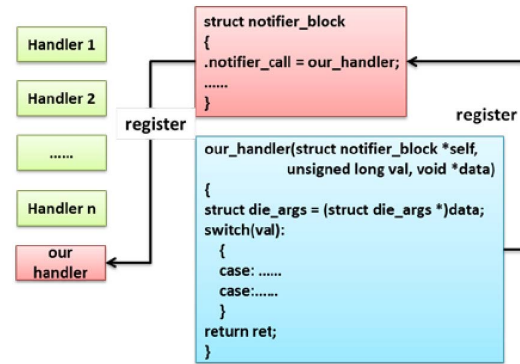 Handler 1
Handler 2
......
Handler n
our
handler
register
struct notifier_block
{
.notifier_call = our_handler;
......
}
register
our_handler(struct notifier_block *self,
unsigned long val, void *data)
{
struct die_args = (struct die_args *)data;
switch(val):
{
case: ......
case:......
}
return ret;
}